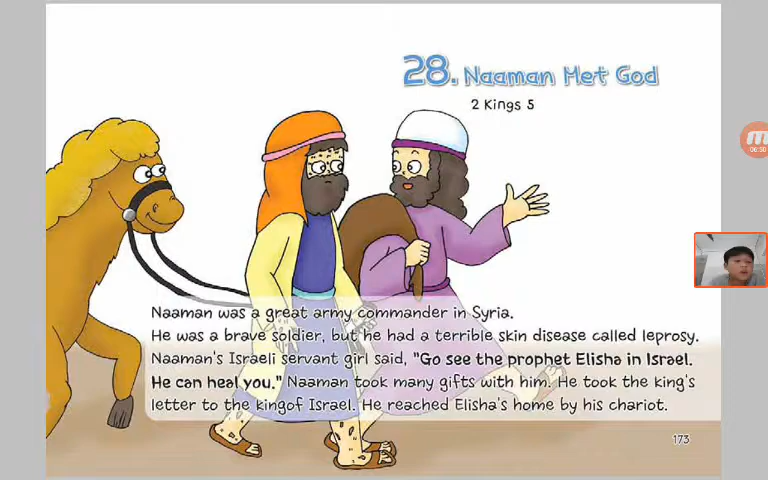 28. Naaman Met God
2 Kings 5
Naaman was a great army commander in Syria.
He was a brave soldier, but he had a terrible skin disease called leprosy.
Naaman's Israeli servant girl said, "Go see the prophet Elisha in Israel.
He can heal you." Naaman took many gifts with him. He took the king's
letter to the kingof Israel. He reached Elisha's home by his chariot.
173
06:50